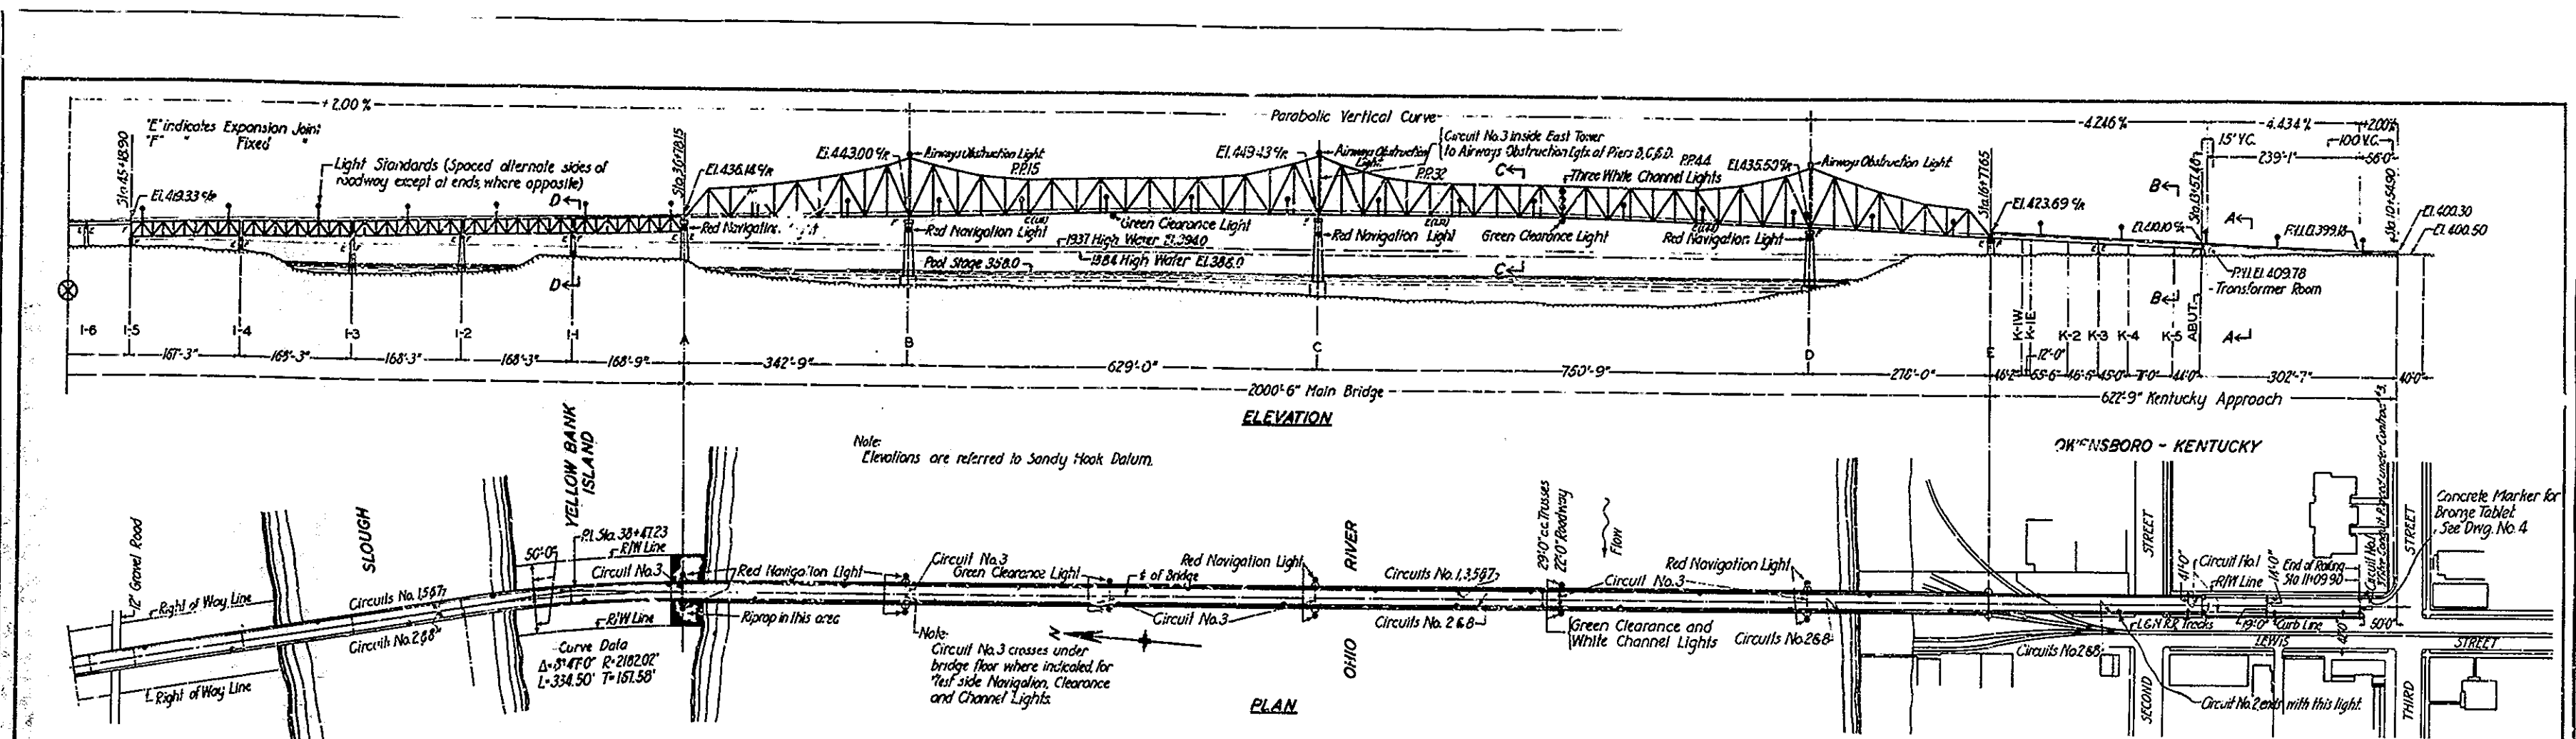 +2.00%
Parabolic Vertical Curve
-4.246%
-4.434%
+2.00%
"E" indicates Expansion Joint
"F" " Fixed "
Sta. 45+18.90
Light Standards (Spaced alternate sides of
roadway except at ends, where opposite)
Sta. 36+78.15
El. 419.33
El. 436.14
El. 443.00
Airways Obstruction Light
P.P.15
El. 449.43
Airways Obstruction
Light
Circuit No.3 inside East Tower
to Airways Obstruction Lgts. of Piers B,C,&D.
P.P.32
P.P.44
Three White Channel Lights
El. 435.50
Airways Obstruction Light
Sta. 16+77.65
El. 423.69
El. 410.10
15' V.C.
100' V.C.
239'-1"
56'-0"
El. 400.30
El. 400.50
P.V.I. El. 399.18
P.V.I. El. 409.78
Transformer Room
Red Navigation Light
Green Clearance Light
Red Navigation Light
Green Clearance Light
Red Navigation Light
1937 High Water El. 394.0
1884 High Water El. 386.0
Pool Stage 358.0
D
D
C
C
B
B
A
A
I-6
I-5
I-4
I-3
I-2
I-1
A
B
C
D
E
K-1W
K-1E
K-2
K-3
K-4
K-5
ABUT.
167'-3"
168'-3"
168'-3"
168'-3"
168'-9"
342'-9"
629'-0"
750'-9"
278'-0"
12'-0"
45'-0"
44'-0"
302'-7"
40'-0"
2000'-6" Main Bridge
622'-9" Kentucky Approach
ELEVATION
Note:
Elevations are referred to Sandy Hook Datum.
OWENSBORO - KENTUCKY
12' Gravel Road
SLOUGH
YELLOW BANK
ISLAND
P.I. Sta. 38+47.23
R/W Line
50'-0"
Circuit No.3
Right of Way Line
Circuits No. 1,5,6&7
Circuits No. 2&8
Right of Way Line
R/W Line
Curve Data
R=2182.02'
L=334.50' T=167.58'
Red Navigation Light
Riprap in this area
Circuit No.3
Green Clearance Light
℄ of Bridge
Red Navigation Light
Circuit No.3
Note:
Circuit No. 3 crosses under
bridge floor where indicated for
West side Navigation, Clearance
and Channel Lights.
N
OHIO RIVER
Circuits No. 1,3,5,6&7
Circuits No. 2&8
29'-0" c.c. Trusses
22'-0" Roadway
Flow
Circuit No.3
Green Clearance and
White Channel Lights
Red Navigation Light
Circuits No. 2&8
STREET
SECOND
Circuit No.1
R/W Line
End of Railing
Sta. 11+09.90
L.&N. R.R. Tracks
19'-0" Curb Line
50'-0"
LEWIS
STREET
Circuits No. 2&8
Circuit No. 2 ends with this light.
STREET
THIRD
Concrete Marker for
Bronze Tablet
See Dwg. No. 4
PLAN